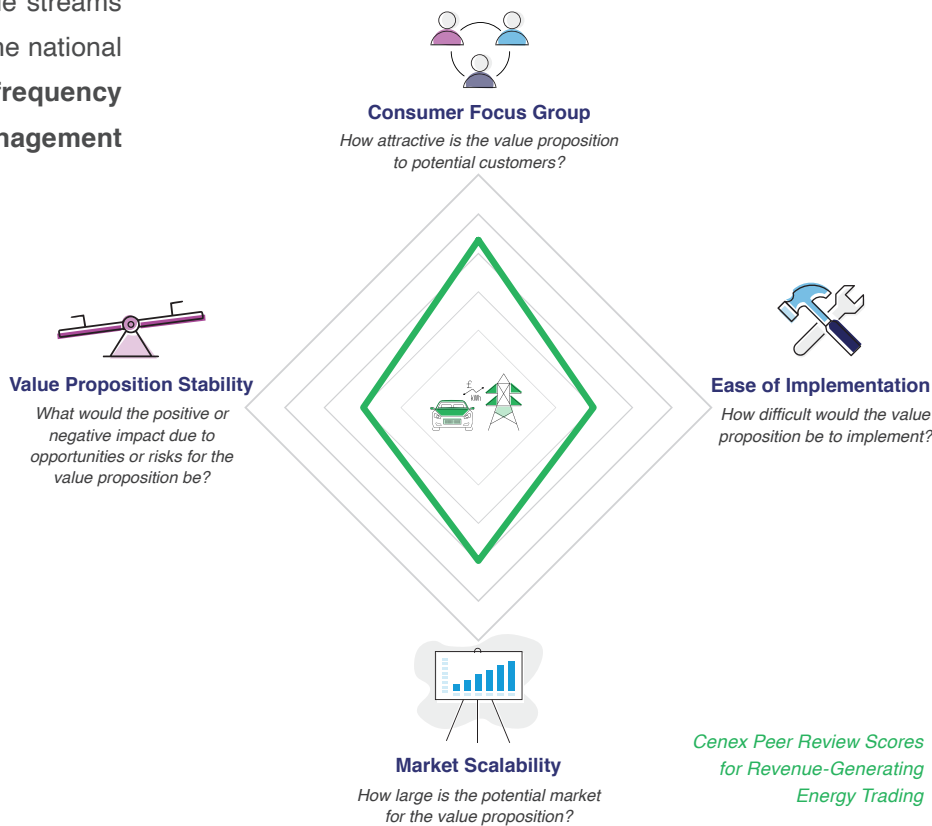 e streams
ne national
frequency
nagement
Consumer Focus Group
How attractive is the value proposition
to potential customers?
£
kWh
Value Proposition Stability
What would the positive or
negative impact due to
opportunities or risks for the
value proposition be?
Ease of Implementation
How difficult would the value
proposition be to implement?
Market Scalability
How large is the potential market
for the value proposition?
Cenex Peer Review Scores
for Revenue-Generating
Energy Trading